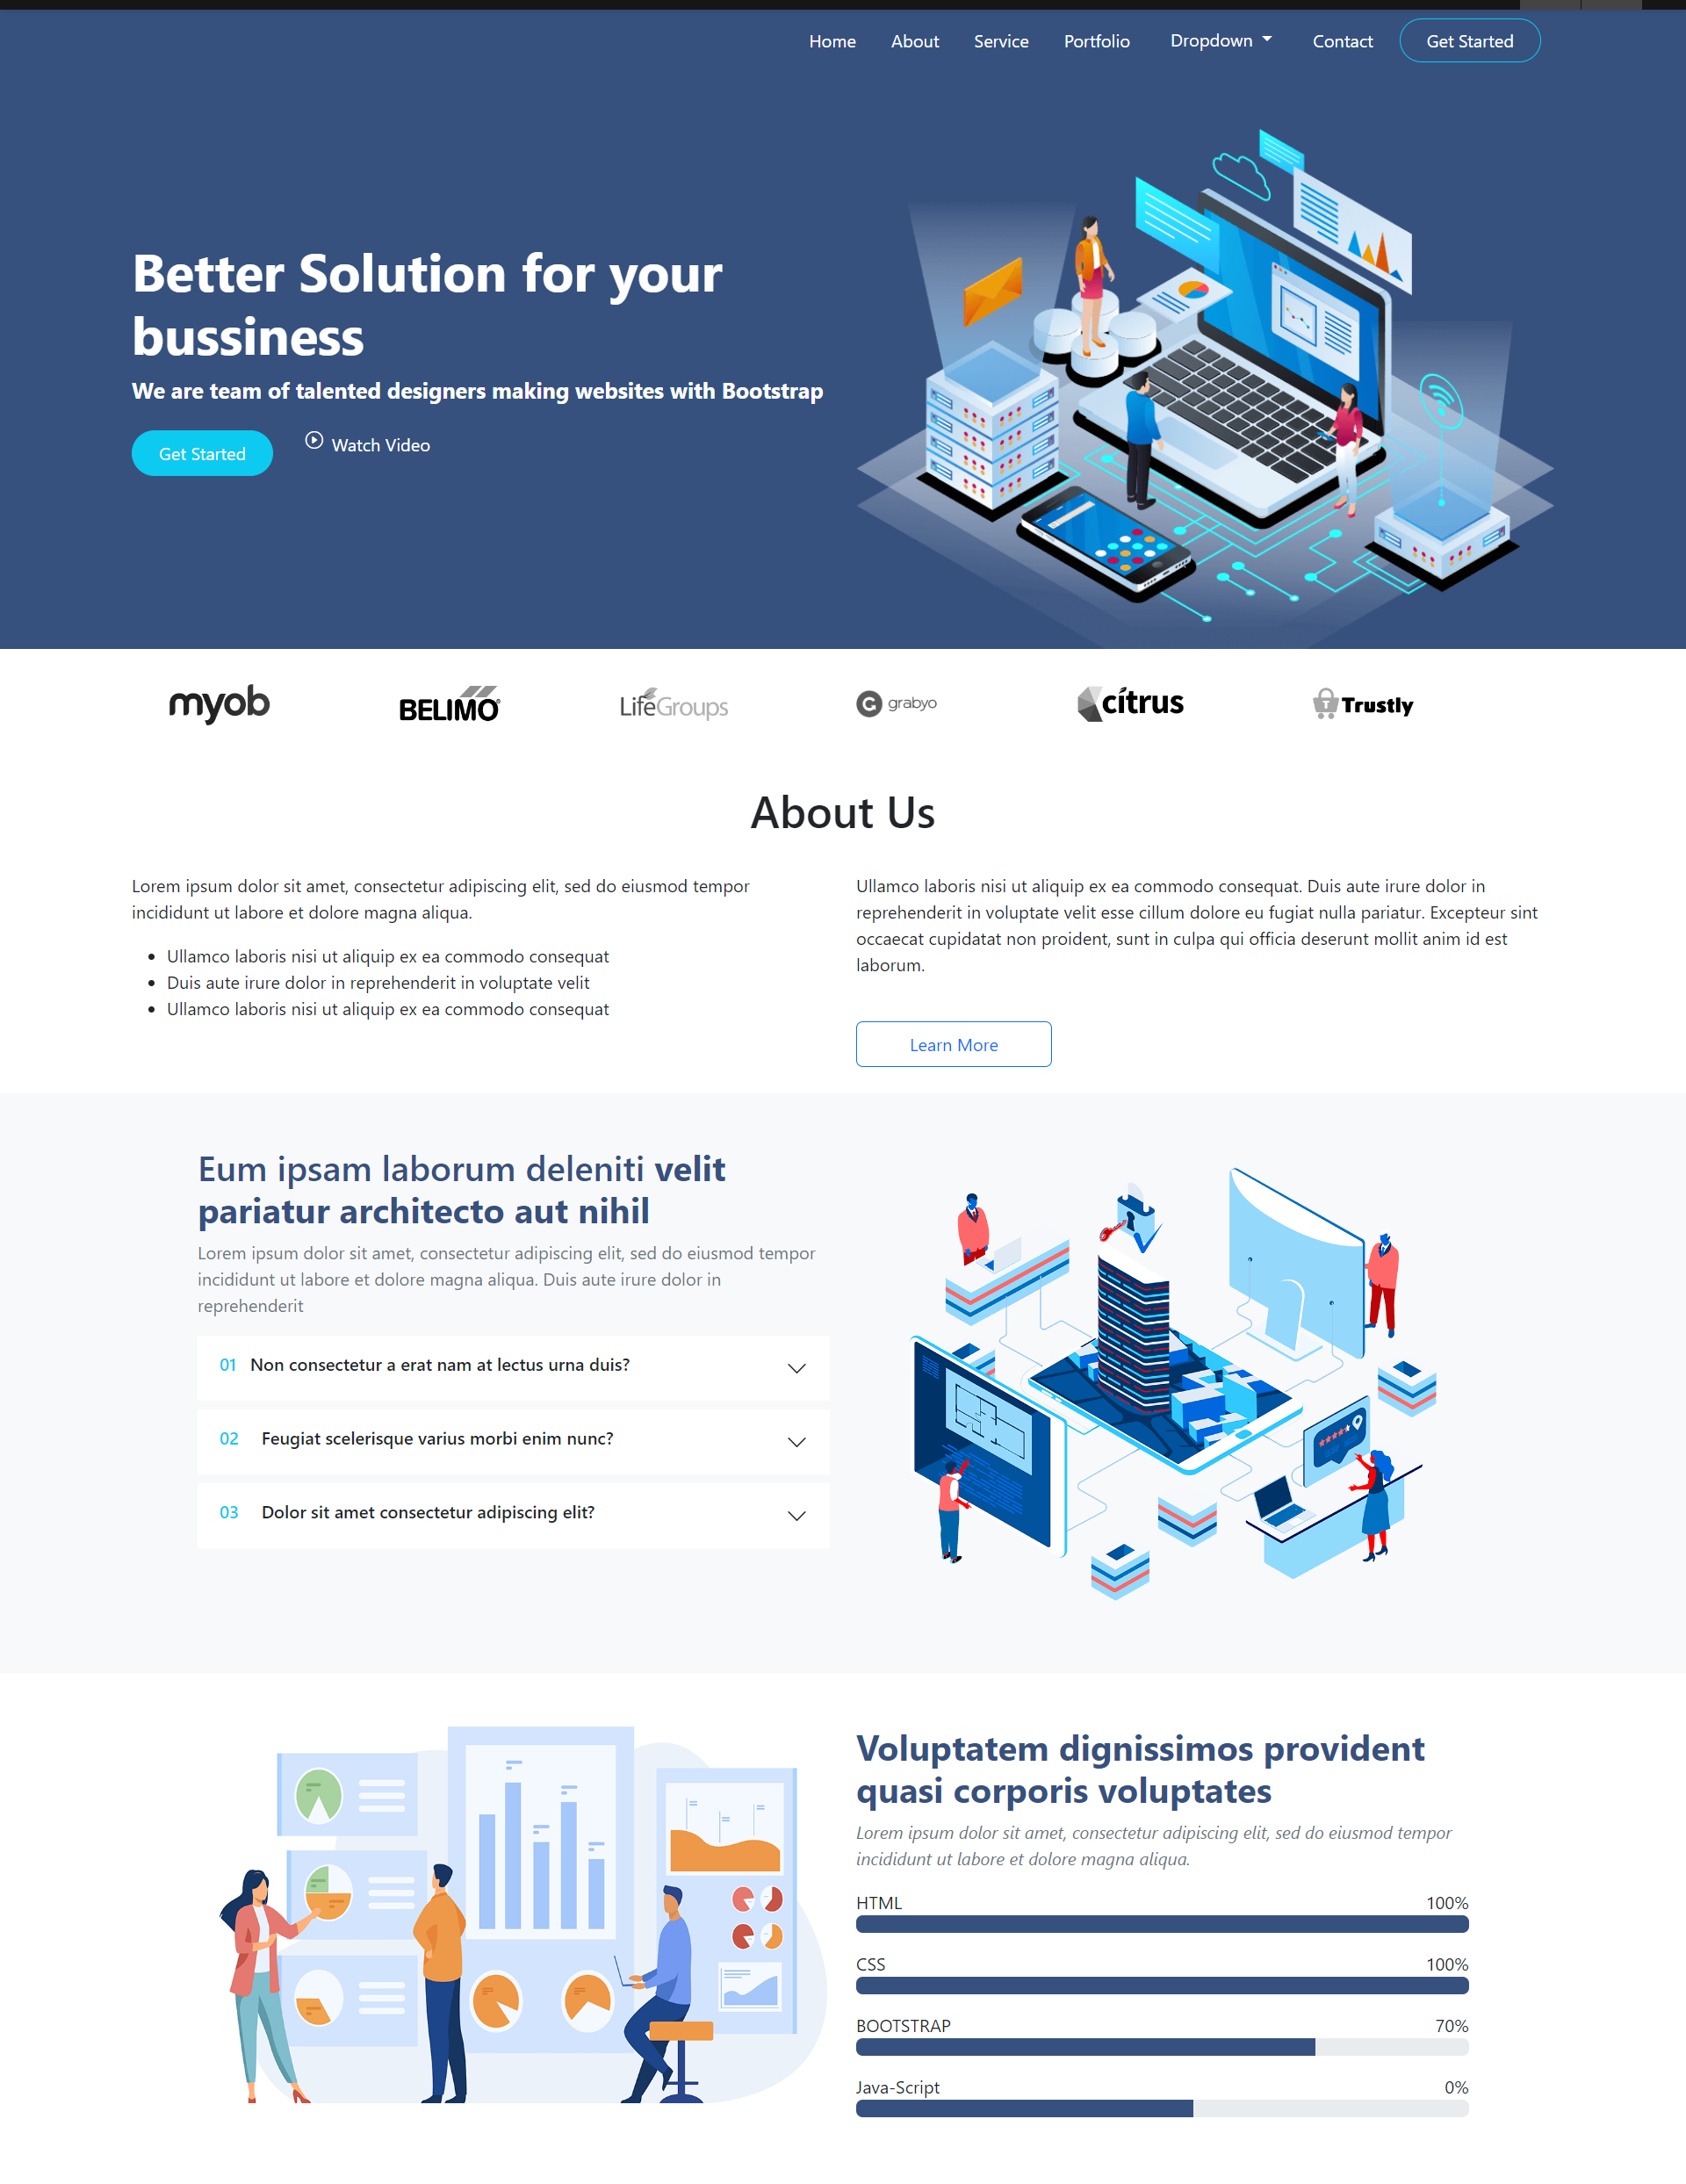 Home About Service Portfolio Dropdown Contact Get Started
Better Solution for your
bussiness
We are team of talented designers making websites with Bootstrap
Get Started Watch Video
myob BELIMO LifeGroups grabyo citrus Trustly
About Us
Lorem ipsum dolor sit amet, consectetur adipiscing elit, sed do eiusmod tempor
incididunt ut labore et dolore magna aliqua.
Ullamco laboris nisi ut aliquip ex ea commodo consequat
Duis aute irure dolor in reprehenderit in voluptate velit
Ullamco laboris nisi ut aliquip ex ea commodo consequat
Ullamco laboris nisi ut aliquip ex ea commodo consequat. Duis aute irure dolor in
reprehenderit in voluptate velit esse cillum dolore eu fugiat nulla pariatur. Excepteur sint
occaecat cupidatat non proident, sunt in culpa qui officia deserunt mollit anim id est
laborum.
Learn More
Eum ipsam laborum deleniti velit
pariatur architecto aut nihil
Lorem ipsum dolor sit amet, consectetur adipiscing elit, sed do eiusmod tempor
incididunt ut labore et dolore magna aliqua. Duis aute irure dolor in
reprehenderit
01 Non consectetur a erat nam at lectus urna duis?
02 Feugiat scelerisque varius morbi enim nunc?
03 Dolor sit amet consectetur adipiscing elit?
Voluptatem dignissimos provident
quasi corporis voluptates
Lorem ipsum dolor sit amet, consectetur adipiscing elit, sed do eiusmod tempor
incididunt ut labore et dolore magna aliqua.
HTML 100%
CSS 100%
BOOTSTRAP 70%
Java-Script 0%